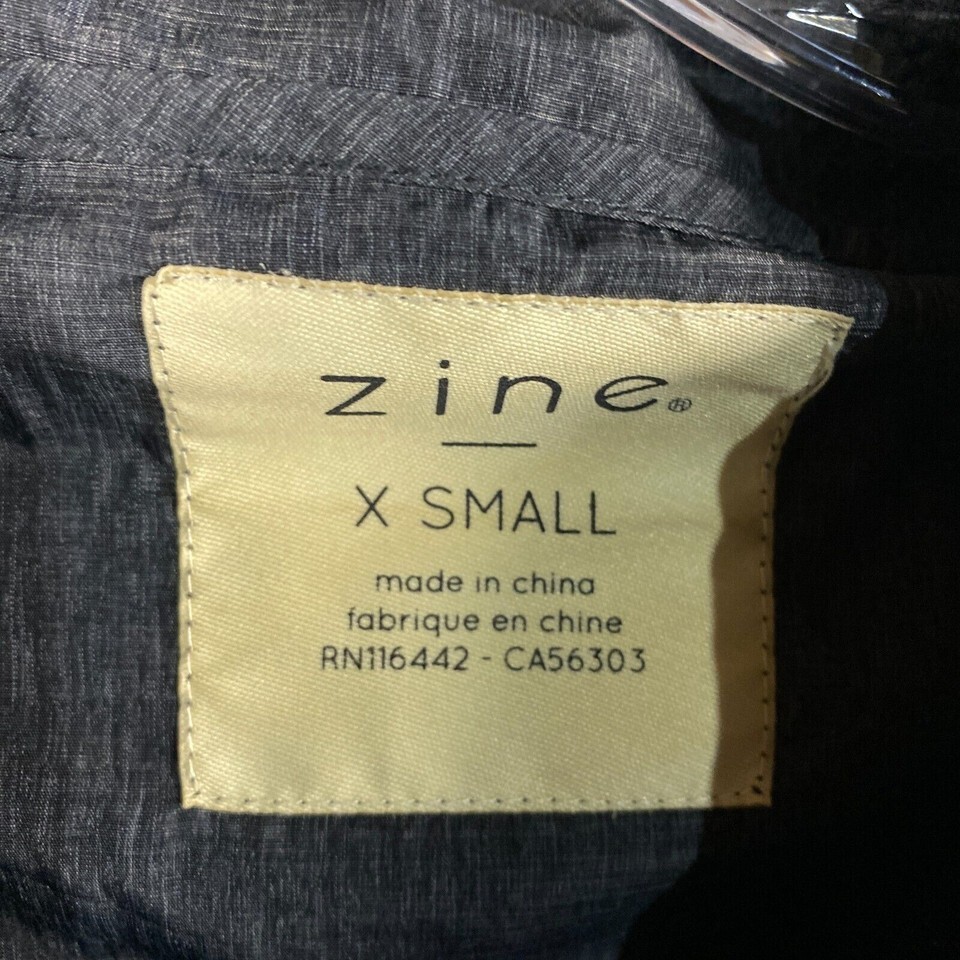 zine®
X SMALL
made in china
fabrique en chine
RN116442 - CA56303